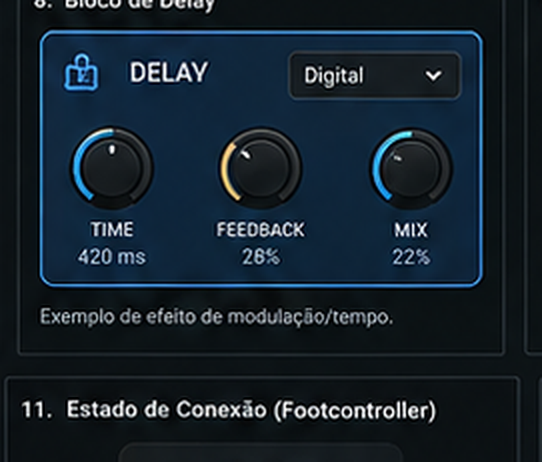 8. Bloco de Delay
DELAY
Digital
TIME
FEEDBACK
MIX
420 ms
28%
22%
Exemplo de efeito de modulação/tempo.
11. Estado de Conexão (Footcontroller)